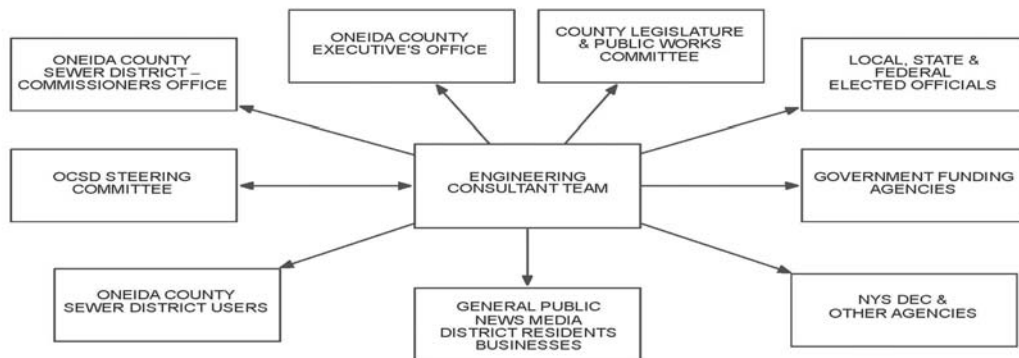 ONEIDA COUNTY
EXECUTIVE'S OFFICE
COUNTY LEGISLATURE
& PUBLIC WORKS
COMMITTEE
ONEIDA COUNTY
SEWER DISTRICT –
COMMISSIONERS OFFICE
LOCAL, STATE &
FEDERAL
ELECTED OFFICIALS
OCSD STEERING
COMMITTEE
ENGINEERING
CONSULTANT TEAM
GOVERNMENT FUNDING
AGENCIES
ONEIDA COUNTY
SEWER DISTRICT USERS
GENERAL PUBLIC
NEWS MEDIA
DISTRICT RESIDENTS
BUSINESSES
NYS DEC &
OTHER AGENCIES